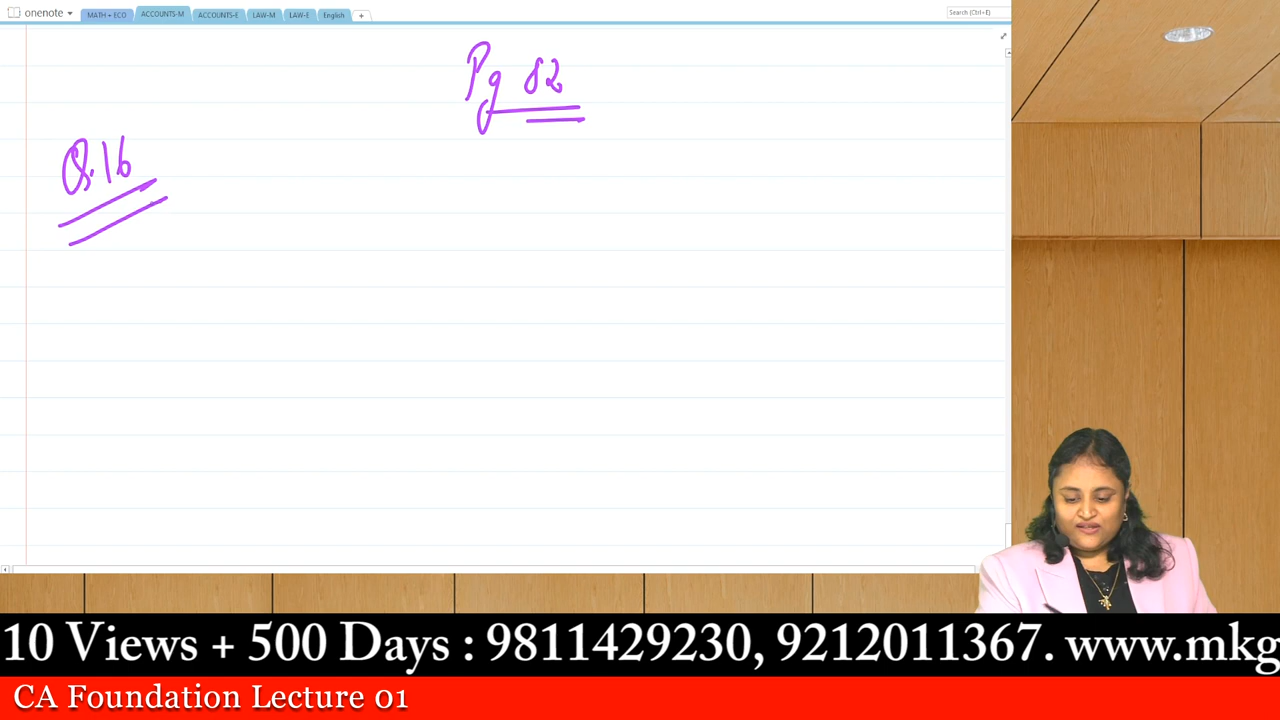 onenote MATH + ECO ACCOUNTS-M ACCOUNTS-E LAW-M LAW-E English + Search (Ctrl+E)
Pg 82
Q.16
10 Views + 500 Days : 9811429230, 9212011367. www.mkg
CA Foundation Lecture 01